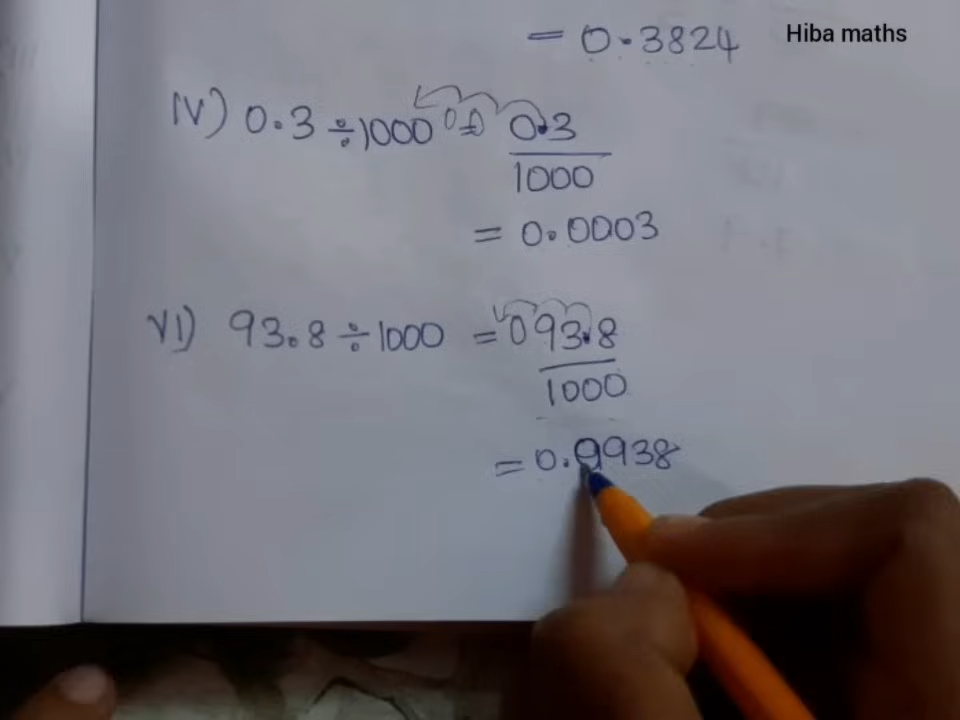 = 0.3824
Hiba maths
IV) 0.3 ÷ 1000 = 0.3
1000
= 0.0003
VI) 93.8 ÷ 1000 = 093.8
1000
= 0.9938